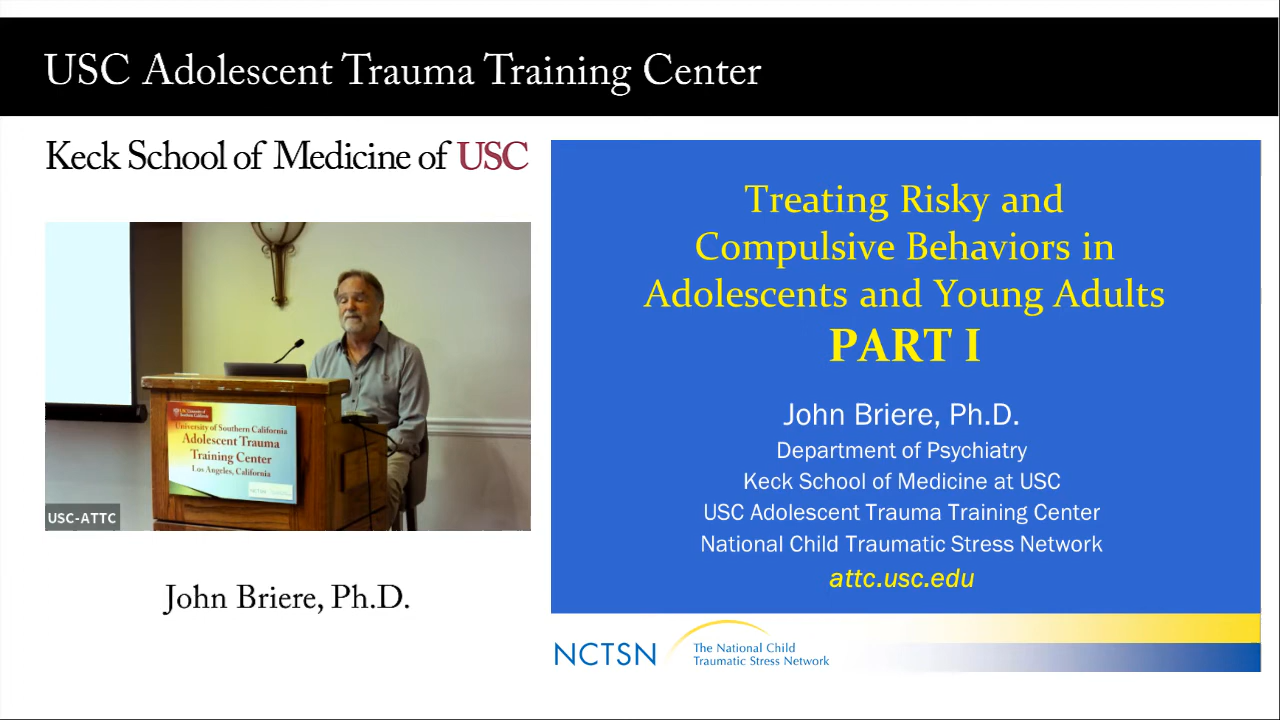 USC Adolescent Trauma Training Center
Keck School of Medicine of USC
University of Southern California
Adolescent Trauma
Training Center
Los Angeles, California
USC-ATTC
John Briere, Ph.D.
Treating Risky and
Compulsive Behaviors in
Adolescents and Young Adults
PART I
John Briere, Ph.D.
Department of Psychiatry
Keck School of Medicine at USC
USC Adolescent Trauma Training Center
National Child Traumatic Stress Network
attc.usc.edu
NCTSN
The National Child
Traumatic Stress Network